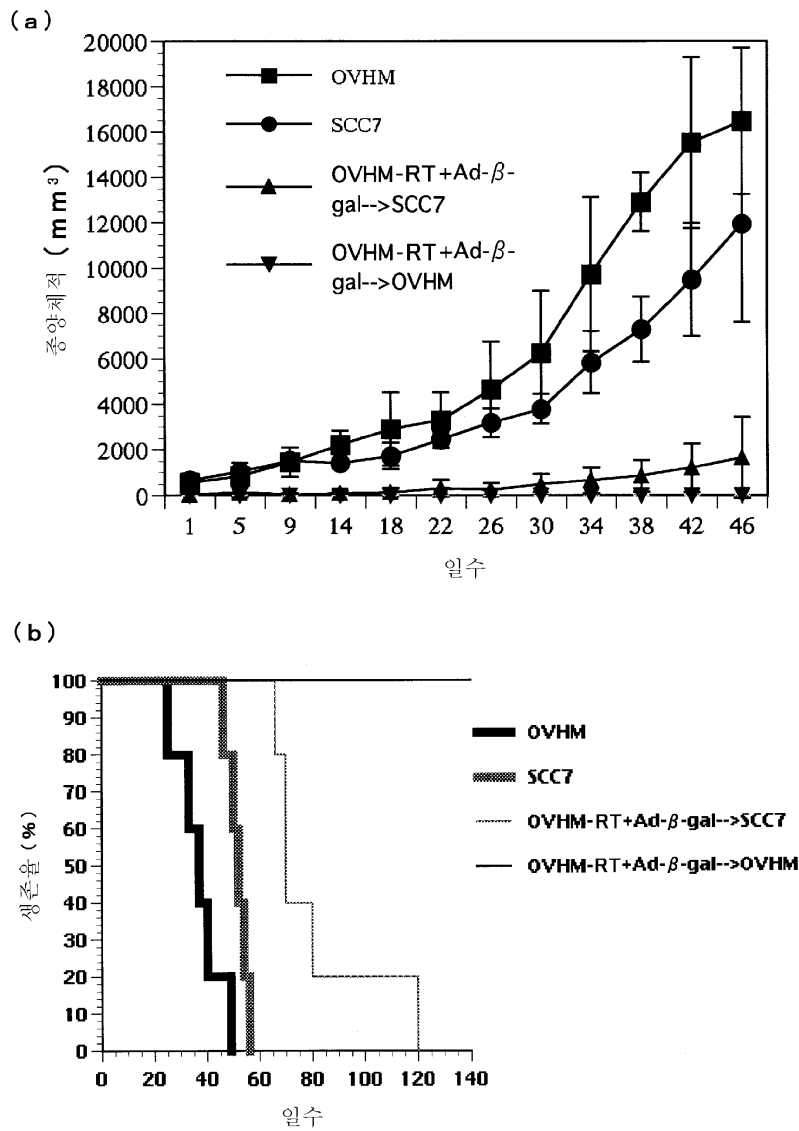 (a)
20000
18000
16000
14000
12000
10000
8000
6000
4000
2000
0
종양체적 (mm³)
OVHM
SCC7
OVHM-RT+Ad-β-
gal-->SCC7
OVHM-RT+Ad-β-
gal-->OVHM
1 5 9 14 18 22 26 30 34 38 42 46
일수
(b)
100
90
80
70
60
50
40
30
20
10
0
생존율 (%)
OVHM
SCC7
OVHM-RT+Ad-β-gal-->SCC7
OVHM-RT+Ad-β-gal-->OVHM
0 20 40 60 80 100 120 140
일수